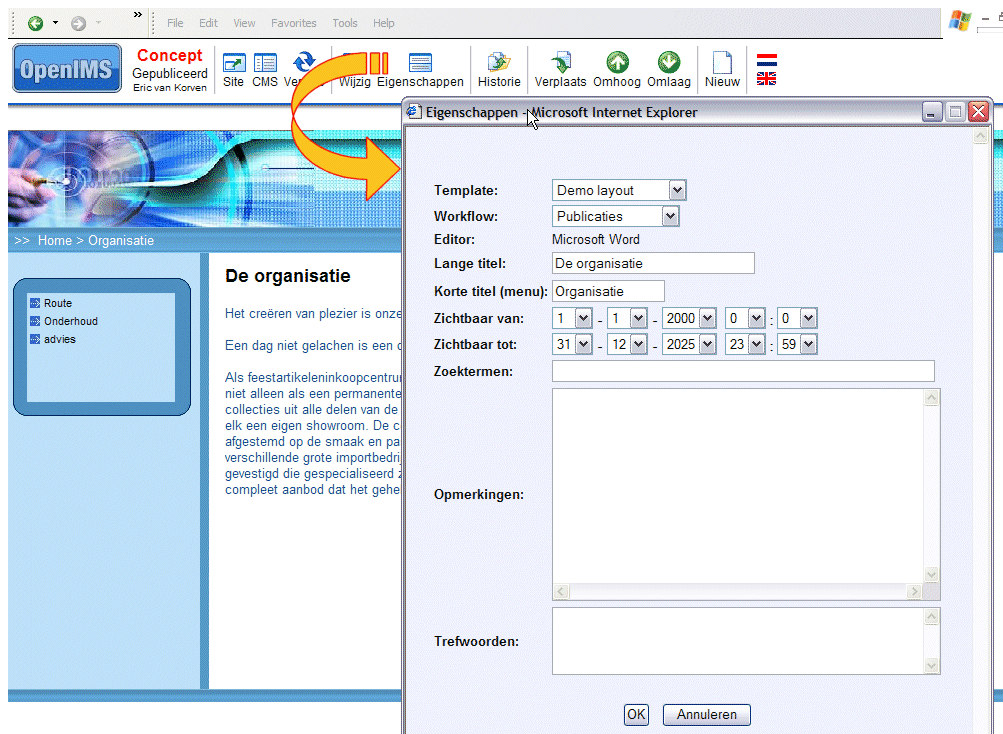 File Edit View Favorites Tools Help
OpenIMS
Concept
Gepubliceerd
Eric van Korven
Site CMS Ver Wijzig Eigenschappen Historie Verplaats Omhoog Omlaag Nieuw
Eigenschappen - Microsoft Internet Explorer
>> Home > Organisatie
Route
Onderhoud
advies
De organisatie
Het creëren van plezier is onze
Een dag niet gelachen is een d
Als feestartikeleninkoopcentru
niet alleen als een permanente
collecties uit alle delen van de
elk een eigen showroom. De c
afgestemd op de smaak en pa
verschillende grote importbedrij
gevestigd die gespecialiseerd z
compleet aanbod dat het gehe
Template: Demo layout
Workflow: Publicaties
Editor: Microsoft Word
Lange titel: De organisatie
Korte titel (menu): Organisatie
Zichtbaar van: 1 - 1 - 2000 0 : 0
Zichtbaar tot: 31 - 12 - 2025 23 : 59
Zoektermen:
Opmerkingen:
Trefwoorden:
OK Annuleren